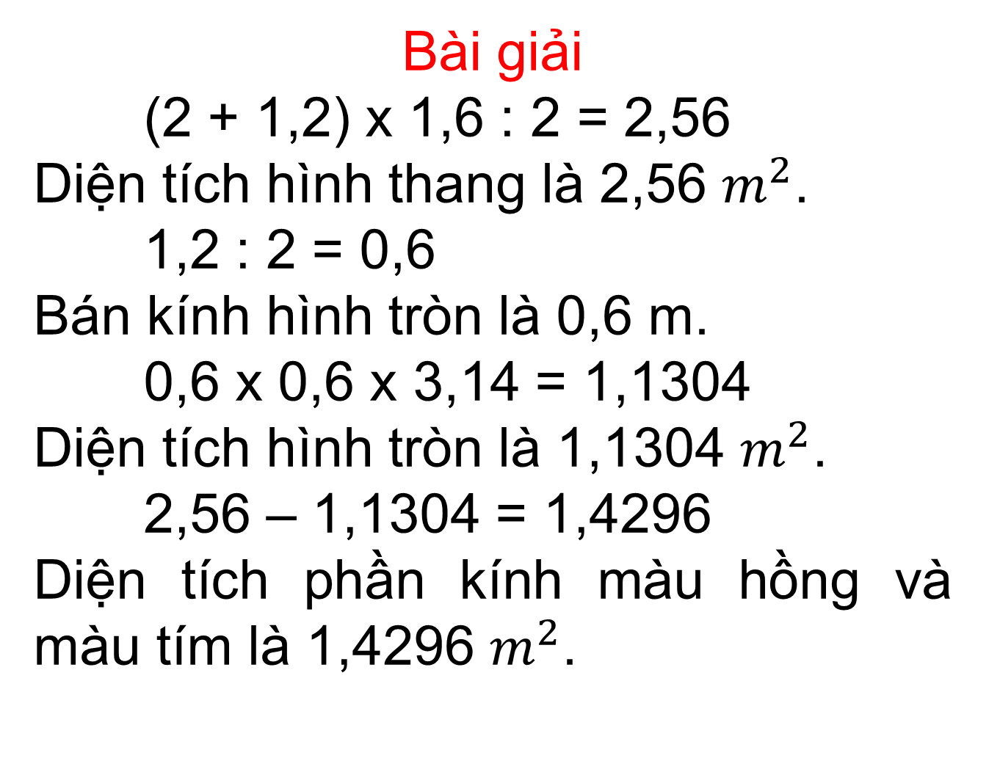 Bài giải
(2 + 1,2) x 1,6 : 2 = 2,56
Diện tích hình thang là 2,56 m².
1,2 : 2 = 0,6
Bán kính hình tròn là 0,6 m.
0,6 x 0,6 x 3,14 = 1,1304
Diện tích hình tròn là 1,1304 m².
2,56 – 1,1304 = 1,4296
Diện tích phần kính màu hồng và
màu tím là 1,4296 m².